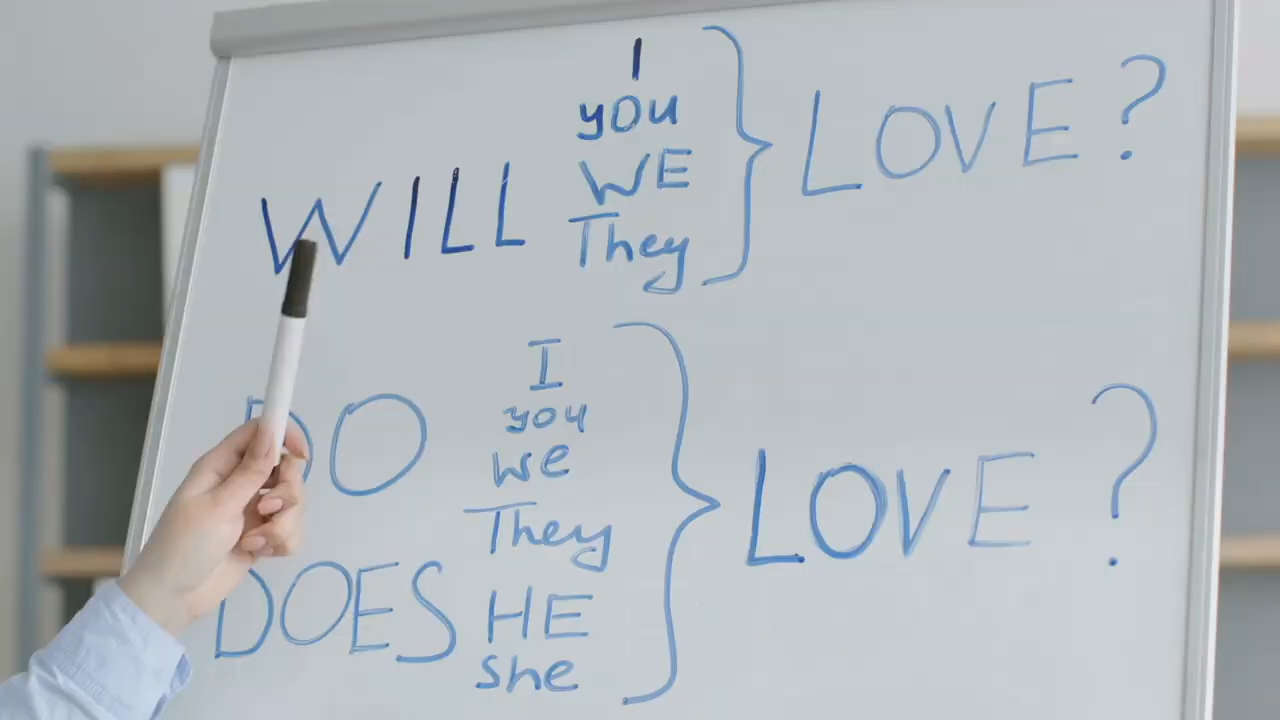 WILL I you WE They } LOVE ?
DO I you we They
DOES HE she } LOVE ?